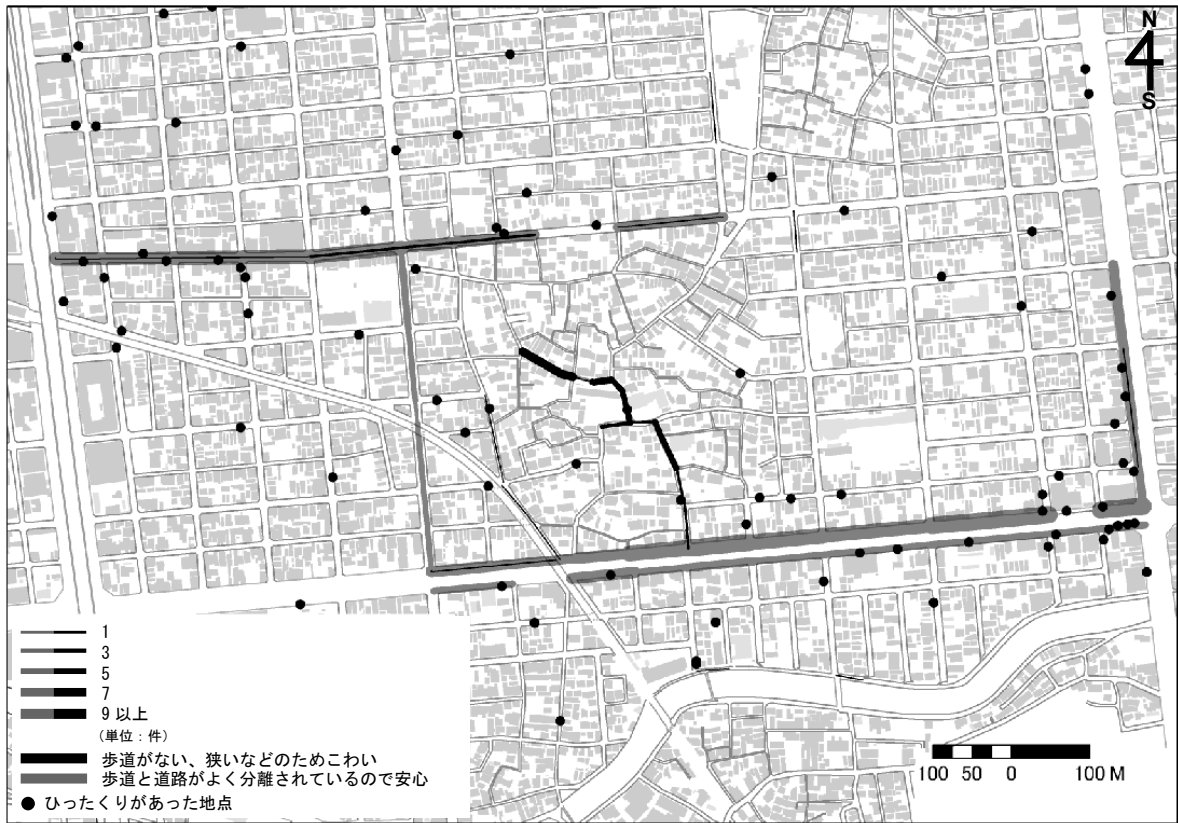 N
S
1
3
5
7
9 以上
(単位：件)
歩道がない、狭いなどのためこわい
歩道と道路がよく分離されているので安心
ひったくりがあった地点
100 50 0 100 M